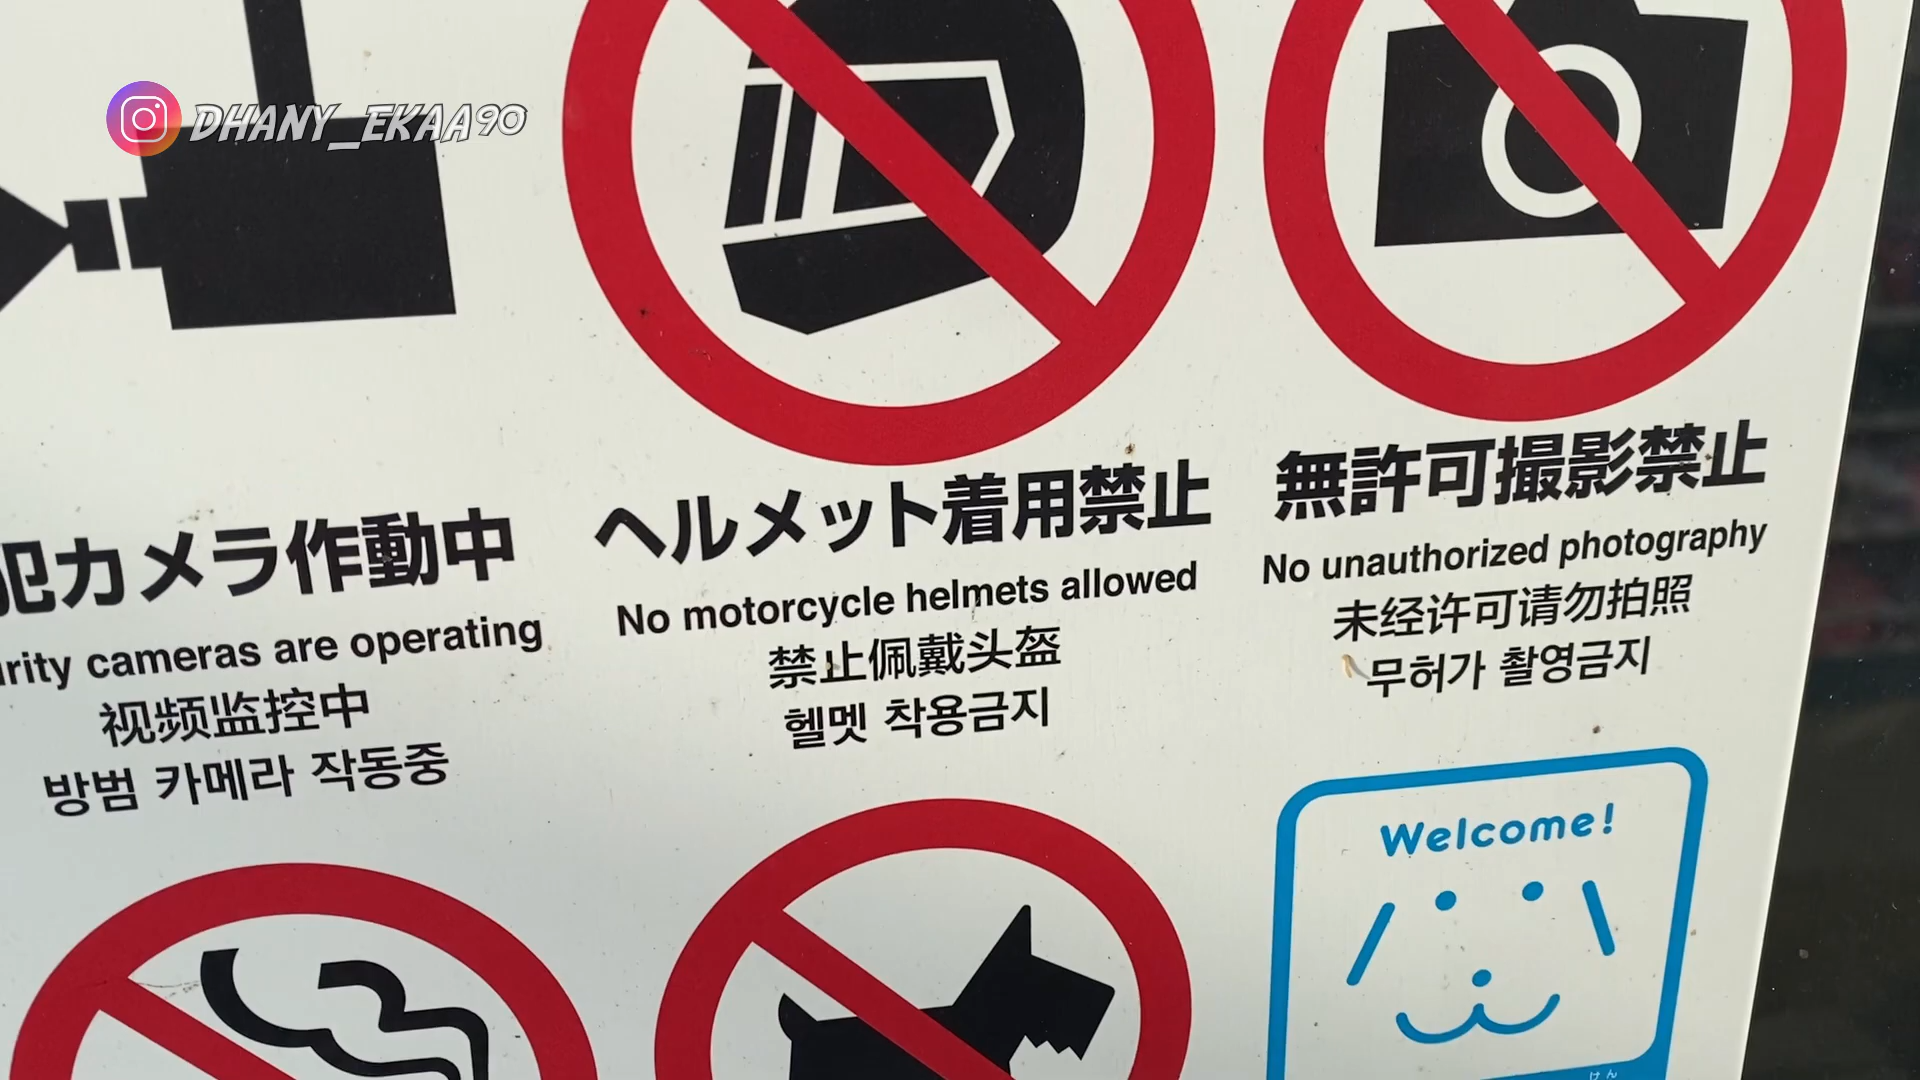 DHANY_EKAA90
犯カメラ作動中
cameras are operating
视频监控中
방범 카메라 작동중
ヘルメット着用禁止
No motorcycle helmets allowed
禁止佩戴头盔
헬멧 착용금지
無許可撮影禁止
No unauthorized photography
未经许可请勿拍照
무허가 촬영금지
Welcome!
けん